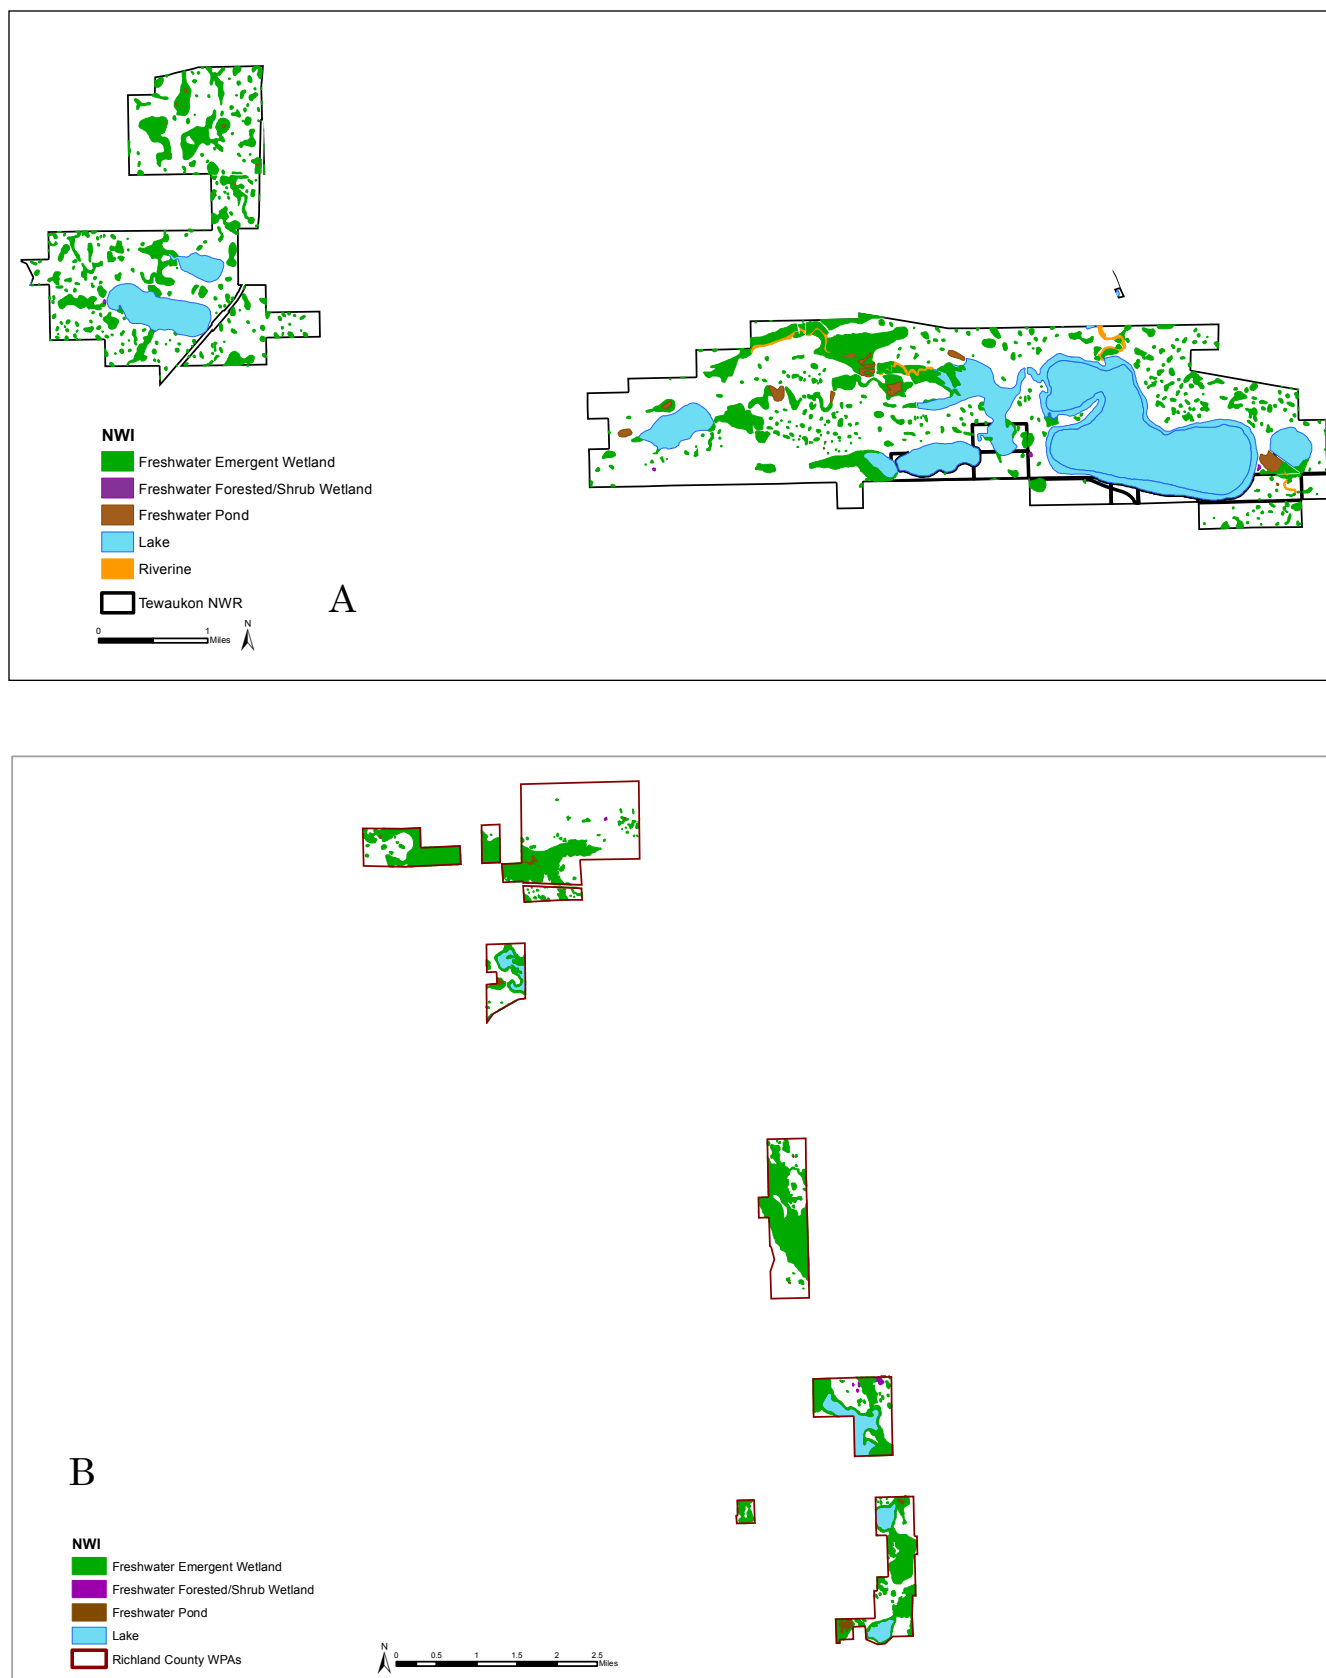 NWI
Freshwater Emergent Wetland
Freshwater Forested/Shrub Wetland
Freshwater Pond
Lake
Riverine
Tewaukon NWR
A
0 1
Miles
N
B
NWI
Freshwater Emergent Wetland
Freshwater Forested/Shrub Wetland
Freshwater Pond
Lake
Richland County WPAs
N
0 0.5 1 1.5 2 2.5
Miles